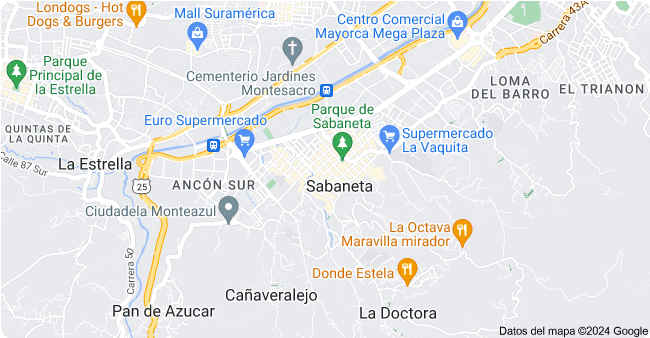 Londogs - Hot
Dogs & Burgers
Mall Suramérica
Centro Comercial
Mayorca Mega Plaza
Carrera 43A
Parque
Principal de
la Estrella
Cementerio Jardines
Montesacro
LOMA
DEL BARRO
EL TRIANON
QUINTAS DE
LA QUINTA
Euro Supermercado
Parque de
Sabaneta
Supermercado
La Vaquita
Calle 87 Sur
La Estrella
25
ANCÓN SUR
Sabaneta
Ciudadela Monteazul
La Octava
Maravilla mirador
Carrera 50
Donde Estela
Cañaveralejo
Pan de Azucar
La Doctora
Datos del mapa ©2024 Google